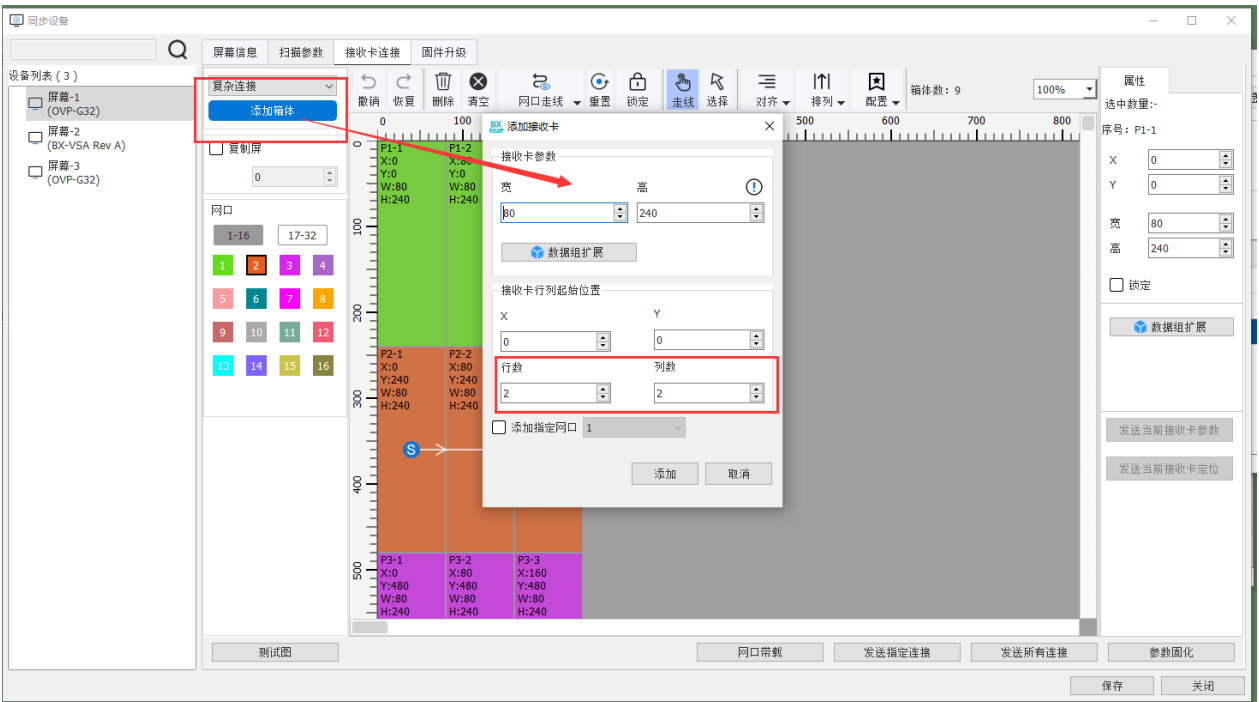 同步设备
屏幕信息 扫描参数 接收卡连接 固件升级
设备列表 ( 3 )
屏幕-1
(OVP-G32)
屏幕-2
(BX-VSA Rev A)
屏幕-3
(OVP-G32)
复杂连接
添加箱体
复制屏
0
网口
1-16 17-32
1 2 3 4
5 6 7 8
9 10 11 12
13 14 15 16
撤销 恢复 删除 清空 网口走线 重置 锁定 走线 选择 对齐 排列 配置 箱体数: 9 100%
0 100 500 600 700 800
100
200
300
400
500
P1-1
X:0
Y:0
W:80
H:240
P1-2
X:80
Y:0
W:80
H:240
P2-1
X:0
Y:240
W:80
H:240
P2-2
X:80
Y:240
W:80
H:240
S
P3-1
X:0
Y:480
W:80
H:240
P3-2
X:80
Y:480
W:80
H:240
P3-3
X:160
Y:480
W:80
H:240
BX 添加接收卡
接收卡参数
宽 高
80 240
数据组扩展
接收卡行列起始位置
X Y
0 0
行数 列数
2 2
添加指定网口 1
添加 取消
属性
选中数量:-
序号: P1-1
X 0
Y 0
宽 80
高 240
锁定
数据组扩展
发送当前接收卡参数
发送当前接收卡定位
测试图 网口带载 发送指定连接 发送所有连接 参数固化
保存 关闭